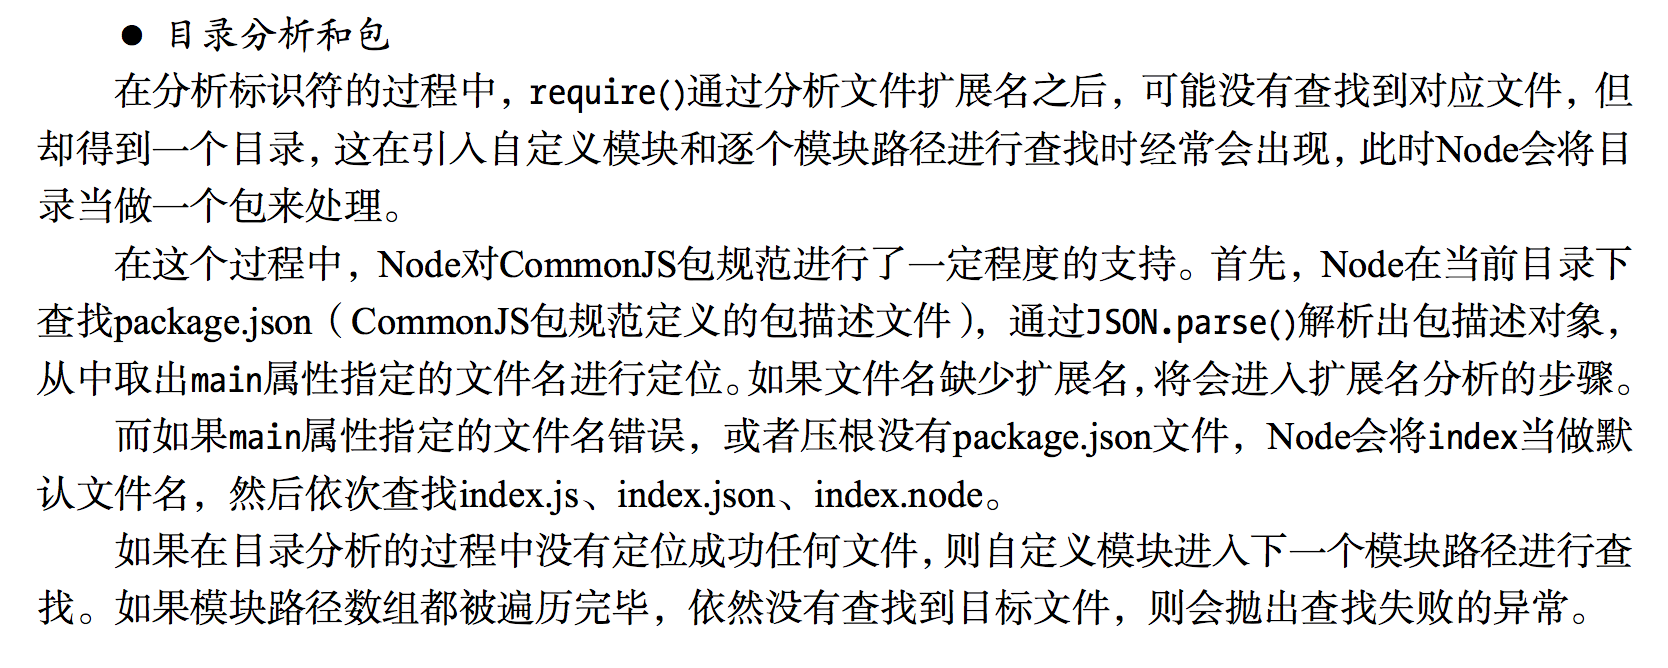 ● 目录分析和包
在分析标识符的过程中，require()通过分析文件扩展名之后，可能没有查找到对应文件，但
却得到一个目录，这在引入自定义模块和逐个模块路径进行查找时经常会出现，此时Node会将目
录当做一个包来处理。
在这个过程中，Node对CommonJS包规范进行了一定程度的支持。首先，Node在当前目录下
查找package.json（CommonJS包规范定义的包描述文件），通过JSON.parse()解析出包描述对象，
从中取出main属性指定的文件名进行定位。如果文件名缺少扩展名，将会进入扩展名分析的步骤。
而如果main属性指定的文件名错误，或者压根没有package.json文件，Node会将index当做默
认文件名，然后依次查找index.js、index.json、index.node。
如果在目录分析的过程中没有定位成功任何文件，则自定义模块进入下一个模块路径进行查
找。如果模块路径数组都被遍历完毕，依然没有查找到目标文件，则会抛出查找失败的异常。